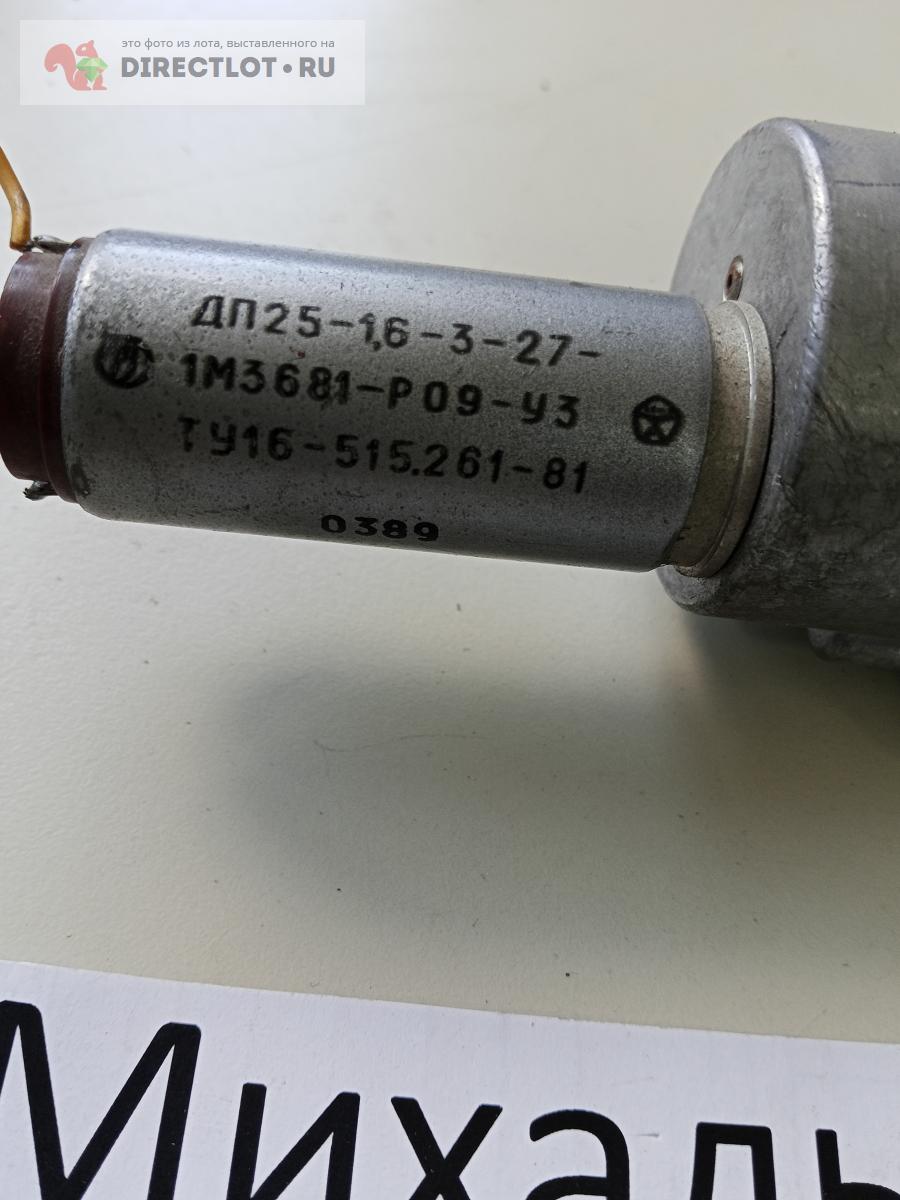 это фото из лота, выставленного на
DIRECTLOT•RU
ДП25-1,6-3-27-
1М3681-Р09-У3
ТУ16-515.261-81
0389
Михаль